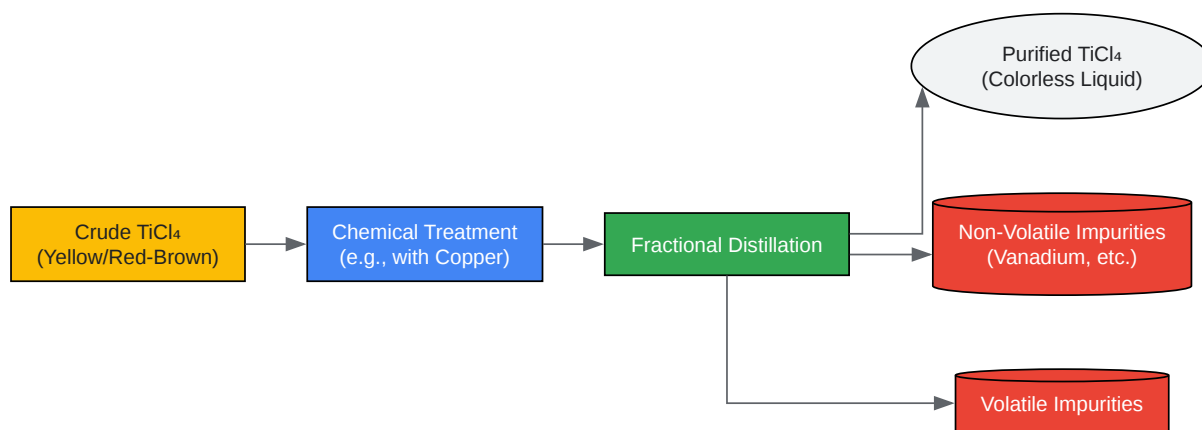 Purified TiCl₄
(Colorless Liquid)
Crude TiCl₄
(Yellow/Red-Brown)
Chemical Treatment
(e.g., with Copper)
Fractional Distillation
Non-Volatile Impurities
(Vanadium, etc.)
Volatile Impurities